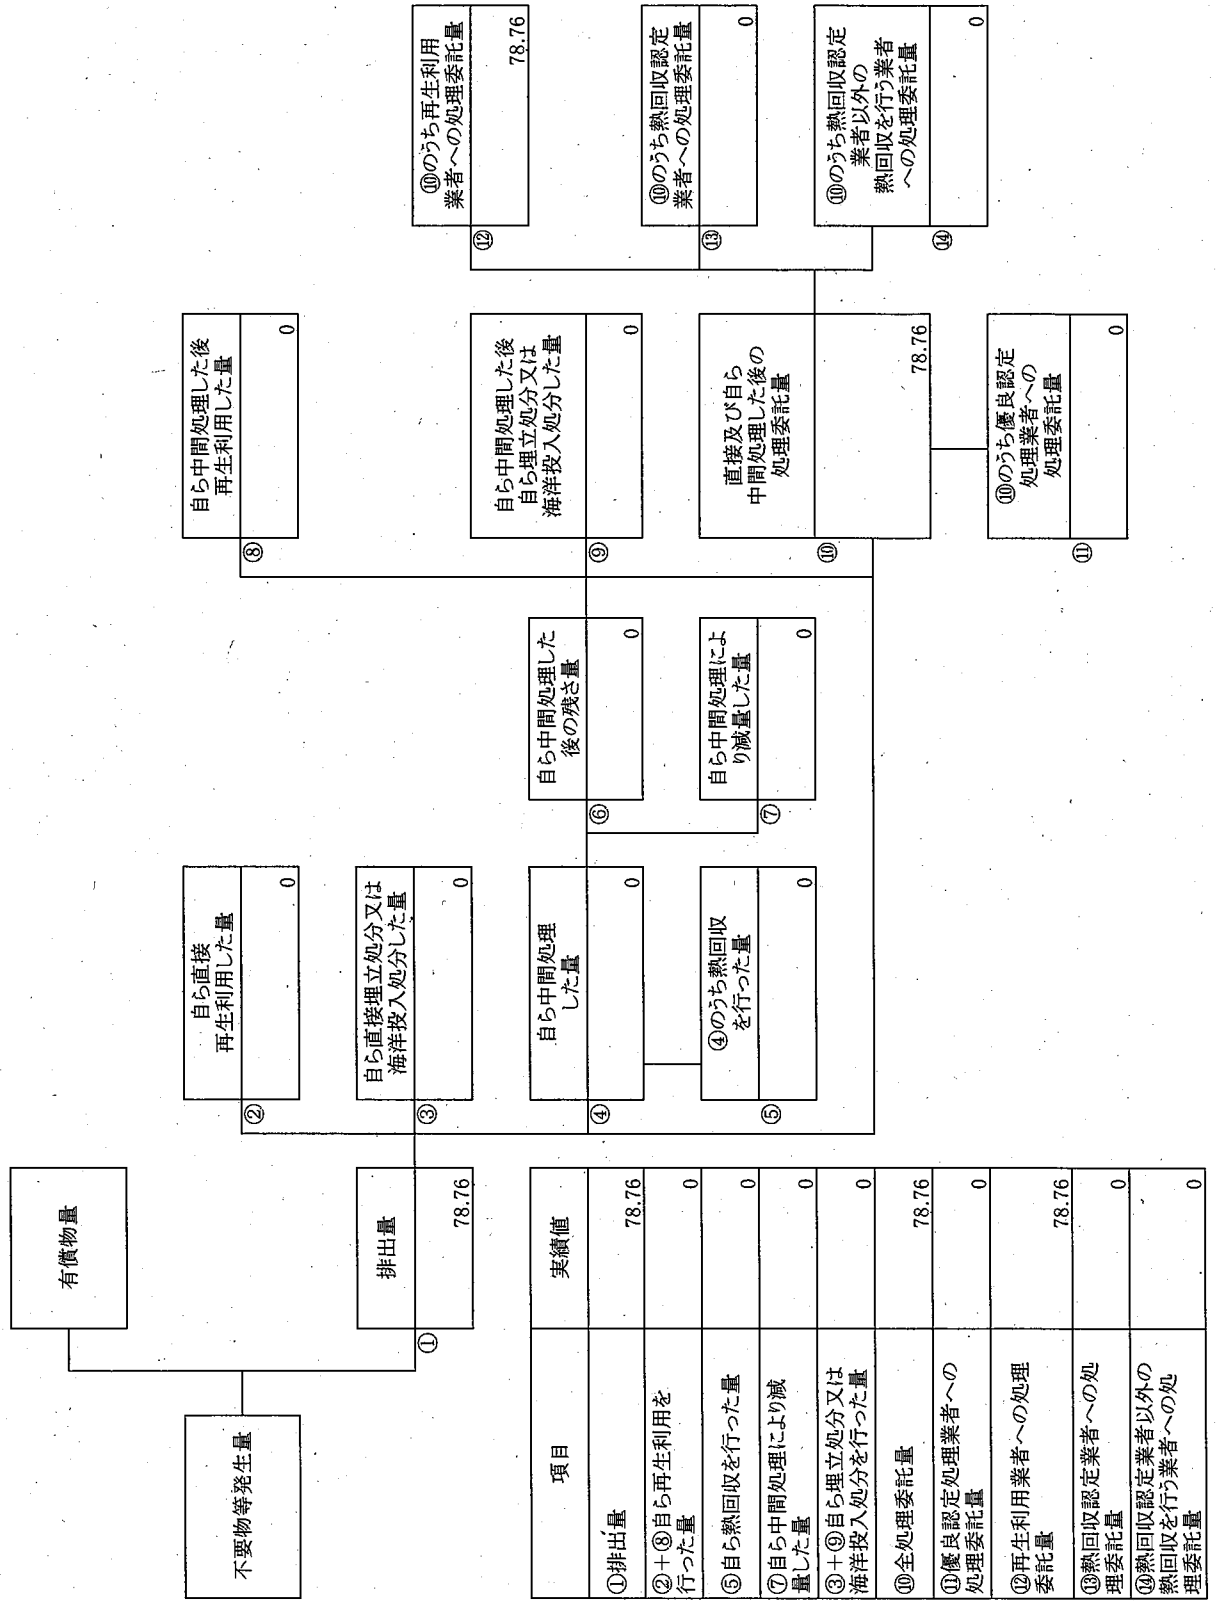 不要物等発生量
有償物量
①
排出量
78.76
②
自ら直接
再生利用した量
0
③
自ら直接埋立処分又は
海洋投入処分した量
0
④
自ら中間処理
した量
0
⑤
④のうち熱回収
を行った量
0
⑥
自ら中間処理した
後の残さ量
0
⑦
自ら中間処理によ
り減量した量
0
⑧
自ら中間処理した後
再生利用した量
0
⑨
自ら中間処理した後
自ら埋立処分又は
海洋投入処分した量
0
⑩
直接及び自ら
中間処理した後の
処理委託量
78.76
⑪
⑩のうち優良認定
処理業者への
処理委託量
0
⑫
⑩のうち再生利用
業者への処理委託量
78.76
⑬
⑩のうち熱回収認定
業者への処理委託量
0
⑭
⑩のうち熱回収認定
業者以外の
熱回収を行う業者
への処理委託量
0
項目 実績値
①排出量 78.76
②+⑧自ら再生利用を
行った量 0
⑤自ら熱回収を行った量 0
⑦自ら中間処理により減
量した量 0
③+⑨自ら埋立処分又は
海洋投入処分を行った量 0
⑩全処理委託量 78.76
⑪優良認定処理業者への
処理委託量 0
⑫再生利用業者への処理
委託量 78.76
⑬熱回収認定業者への処
理委託量 0
⑭熱回収認定業者以外の
熱回収を行う業者への処
理委託量 0